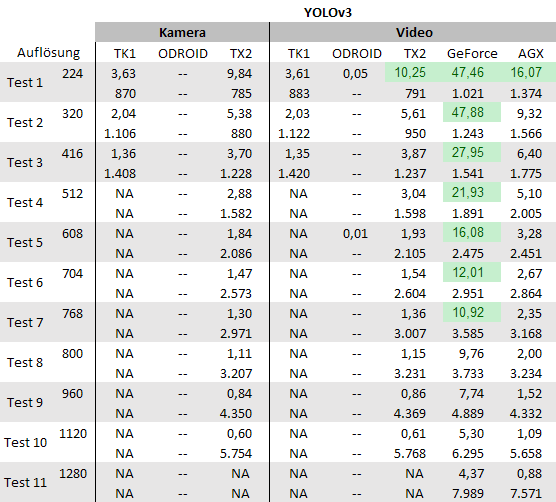 YOLOv3
Kamera Video
Auflösung TK1 ODROID TX2 TK1 ODROID TX2 GeForce AGX
Test 1 224 3,63 -- 9,84 3,61 0,05 10,25 47,46 16,07
870 785 883 791 1.021 1.374
Test 2 320 2,04 -- 5,38 2,03 -- 5,61 47,88 9,32
1.106 880 1.122 950 1.243 1.566
Test 3 416 1,36 -- 3,70 1,35 -- 3,87 27,95 6,40
1.408 1.228 1.420 1.237 1.541 1.775
Test 4 512 NA -- 2,88 NA -- 3,04 21,93 5,10
NA 1.582 NA 1.598 1.891 2.005
Test 5 608 NA -- 1,84 NA 0,01 1,93 16,08 3,28
NA 2.086 NA 2.105 2.475 2.451
Test 6 704 NA -- 1,47 NA -- 1,54 12,01 2,67
NA 2.573 NA 2.604 2.951 2.864
Test 7 768 NA -- 1,30 NA -- 1,36 10,92 2,35
NA 2.971 NA 3.007 3.585 3.168
Test 8 800 NA -- 1,11 NA -- 1,15 9,76 2,00
NA 3.207 NA 3.231 3.733 3.234
Test 9 960 NA -- 0,84 NA -- 0,86 7,74 1,52
NA 4.350 NA 4.369 4.889 4.332
Test 10 1120 NA -- 0,60 NA -- 0,61 5,30 1,09
NA 5.754 NA 5.768 6.295 5.658
Test 11 1280 NA -- NA NA -- NA 4,37 0,88
NA NA NA NA 7.989 7.571